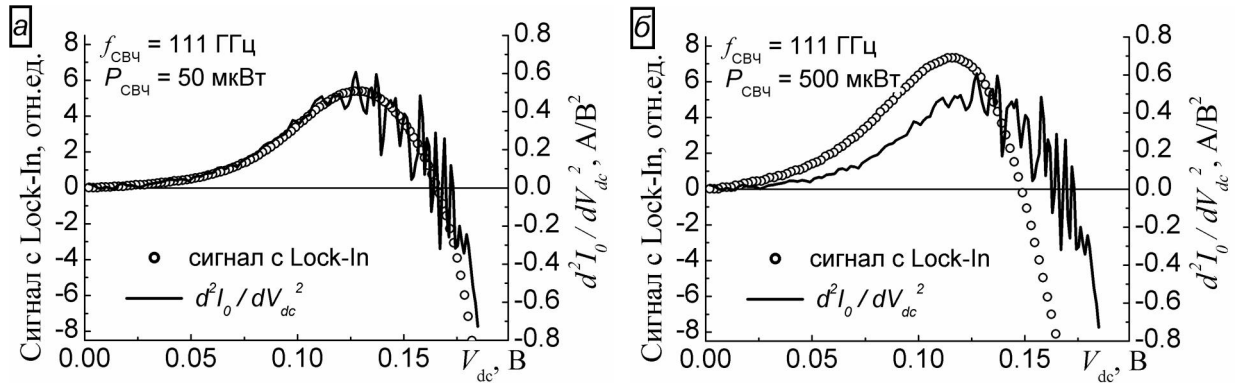 а
Сигнал с Lock-In, отн.ед.
8
6
4
2
0
-2
-4
-6
-8
f_СВЧ = 111 ГГц
P_СВЧ = 50 мкВт
сигнал с Lock-In
d²I₀ / dV_dc²
0.00 0.05 0.10 0.15
V_dc, В
0.8
0.6
0.4
0.2
0.0
-0.2
-0.4
-0.6
-0.8
d²I₀ / dV_dc², А/В²
б
Сигнал с Lock-In, отн.ед.
8
6
4
2
0
-2
-4
-6
-8
f_СВЧ = 111 ГГц
P_СВЧ = 500 мкВт
сигнал с Lock-In
d²I₀ / dV_dc²
0.00 0.05 0.10 0.15
V_dc, В
0.8
0.6
0.4
0.2
0.0
-0.2
-0.4
-0.6
-0.8
d²I₀ / dV_dc², А/В²